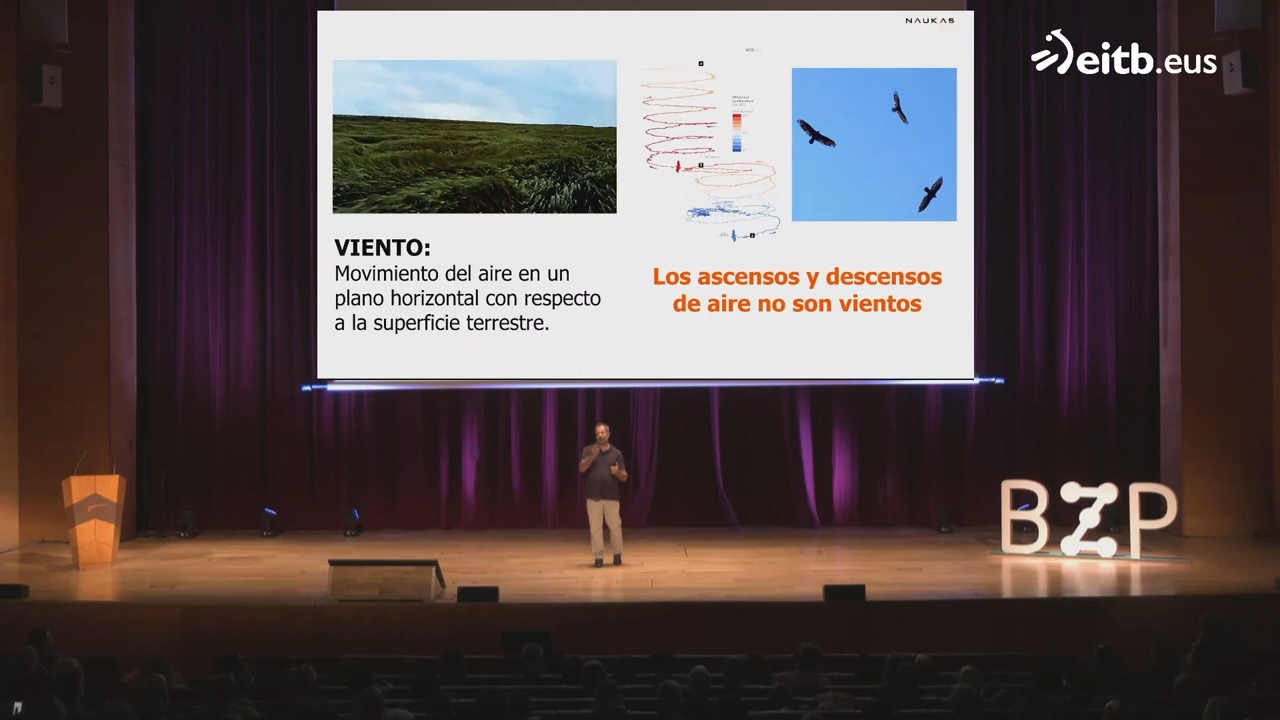 NAUKAS
eitb.eus
VIENTO:
Movimiento del aire en un
plano horizontal con respecto
a la superficie terrestre.
Los ascensos y descensos
de aire no son vientos
BZP